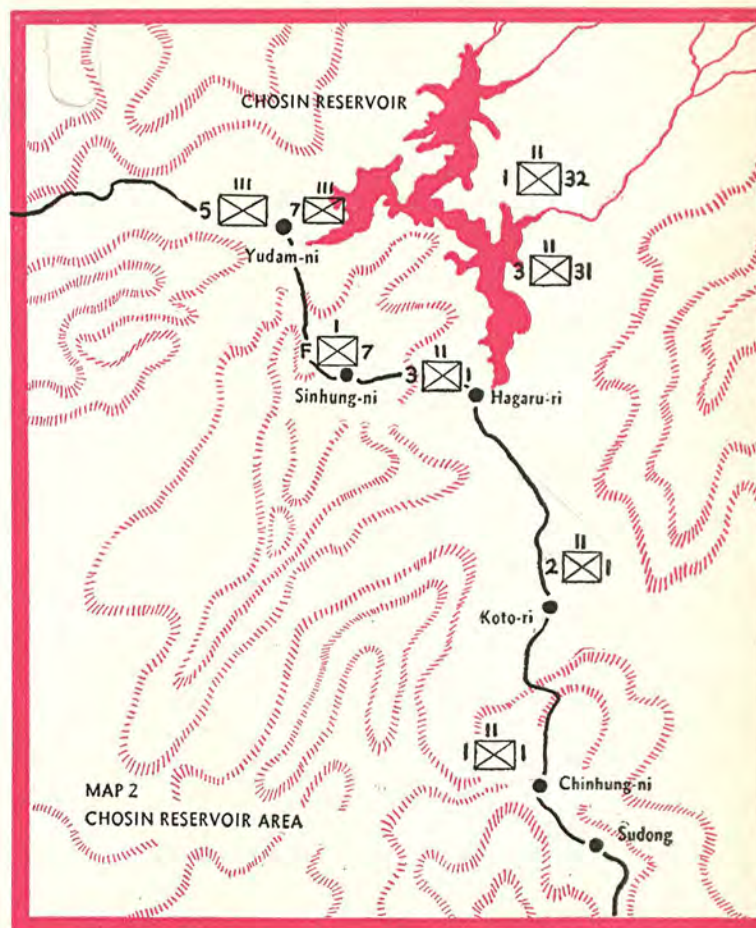 CHOSIN RESERVOIR
II
1 32
III
5
III
7
Yudam-ni
II
3 31
I
F 7
Sinhung-ni
II
3 1
Hagaru-ri
II
2 1
Koto-ri
II
1 1
Chinhung-ni
MAP 2
CHOSIN RESERVOIR AREA
Sudong